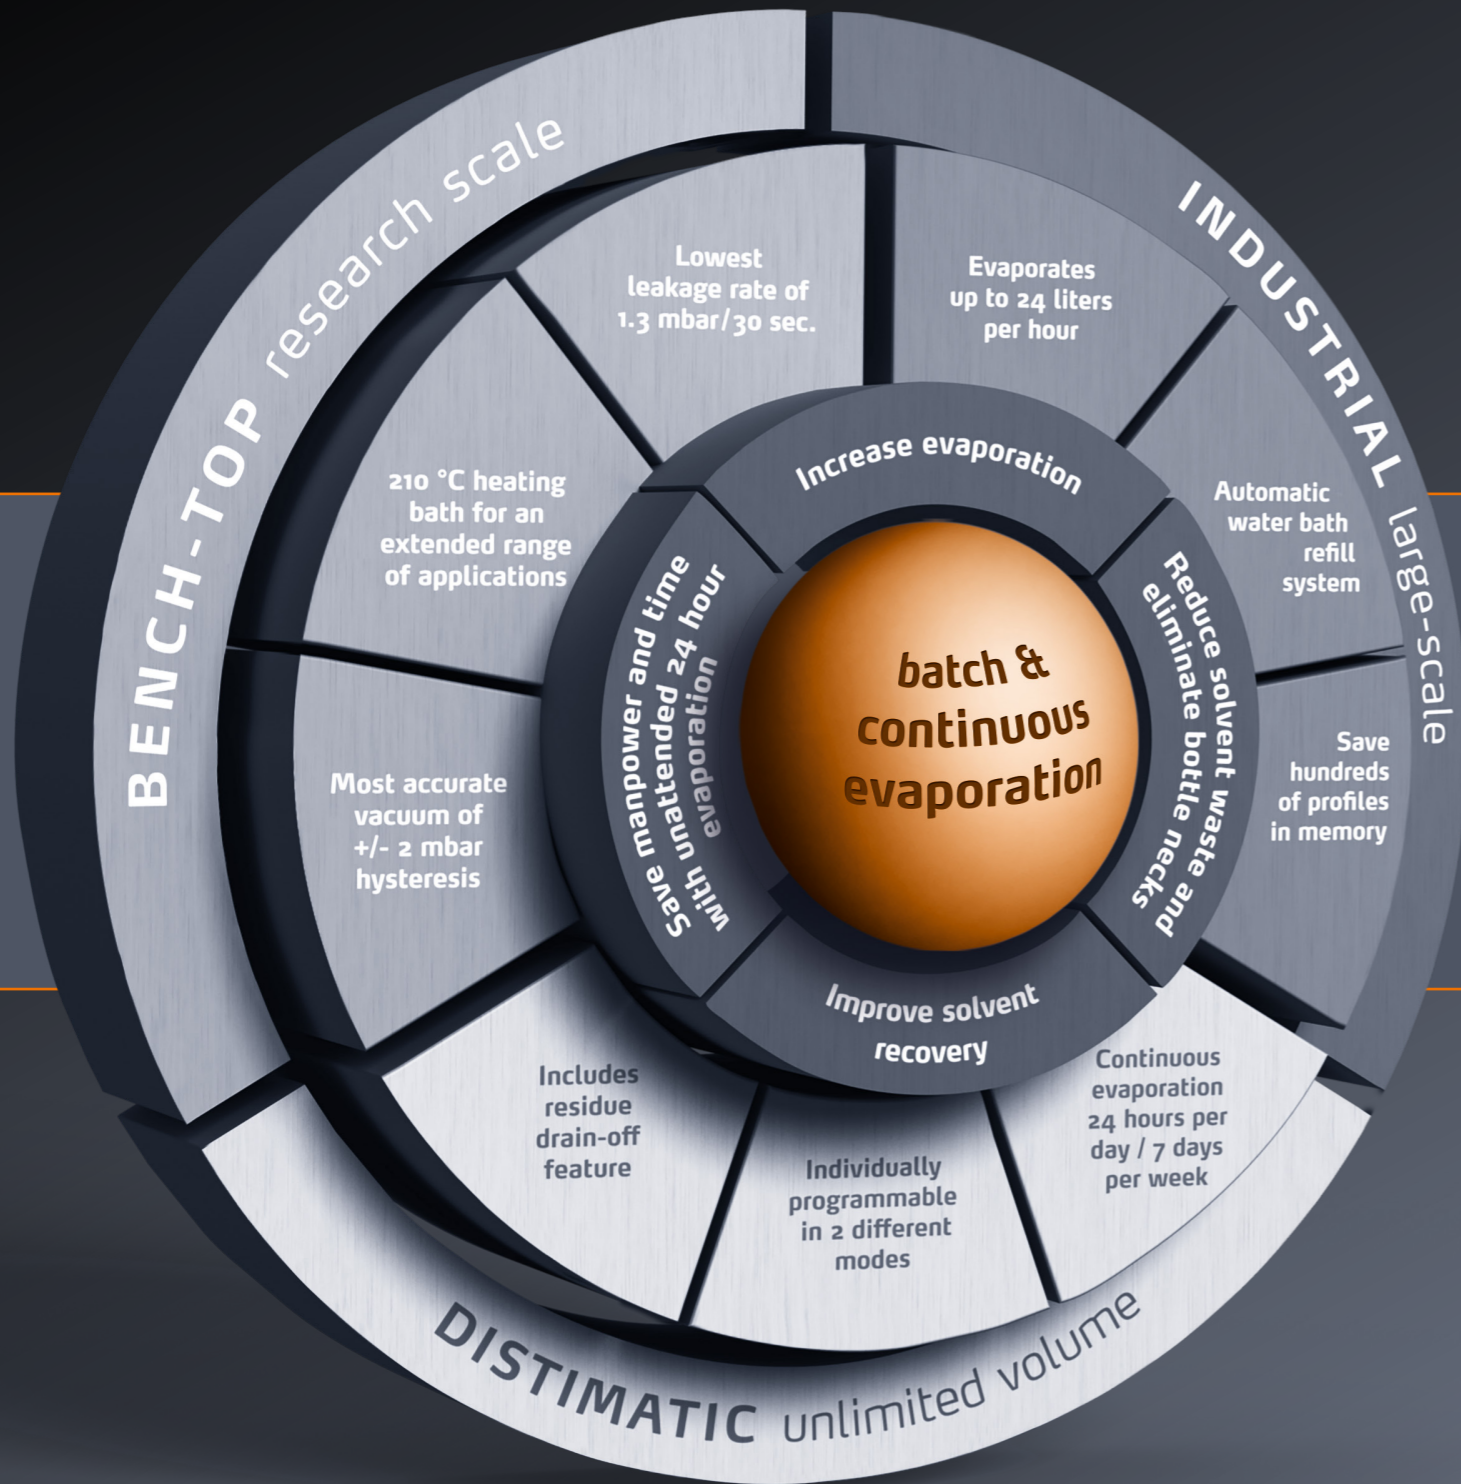 BENCH-TOP research scale
INDUSTRIAL large-scale
Lowest
leakage rate of
1.3 mbar/30 sec.
Evaporates
up to 24 liters
per hour
210 °C heating
bath for an
extended range
of applications
Automatic
water bath
refill
system
Most accurate
vacuum of
+/- 2 mbar
hysteresis
Save
hundreds
of profiles
in memory
Increase evaporation
Save manpower and time
with unattended 24 hour
evaporation
batch &
continuous
evaporation
Reduce solvent waste and
eliminate bottle necks
Improve solvent
recovery
Includes
residue
drain-off
feature
Individually
programmable
in 2 different
modes
Continuous
evaporation
24 hours per
day / 7 days
per week
DISTIMATIC unlimited volume